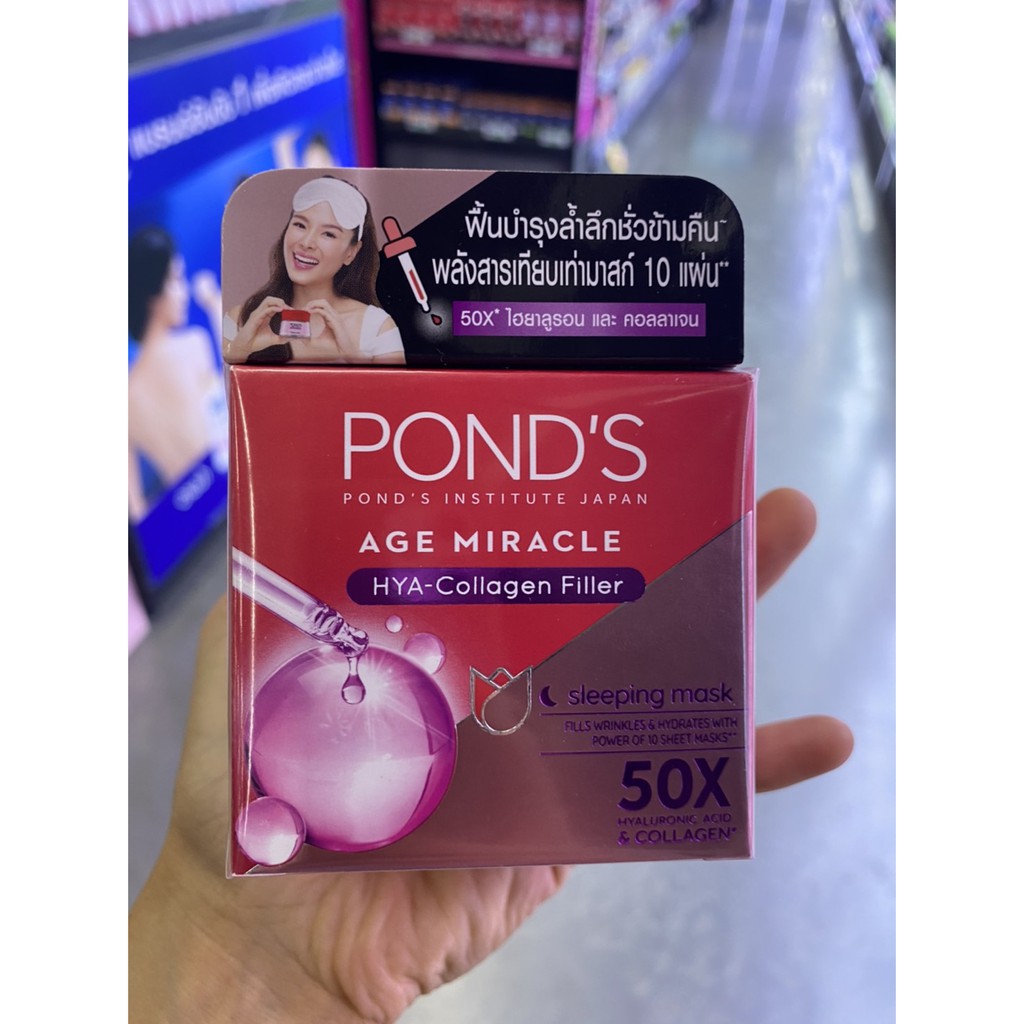 ฟื้นบำรุงล้ำลึกชั่วข้ามคืน~
พลังสารเทียบเท่ามาสก์ 10 แผ่น**
50X* ไฮยาลูรอน และ คอลลาเจน
POND'S
POND'S INSTITUTE JAPAN
AGE MIRACLE
HYA-Collagen Filler
sleeping mask
FILLS WRINKLES & HYDRATES WITH
POWER OF 10 SHEET MASKS**
50X
HYALURONIC ACID
& COLLAGEN*